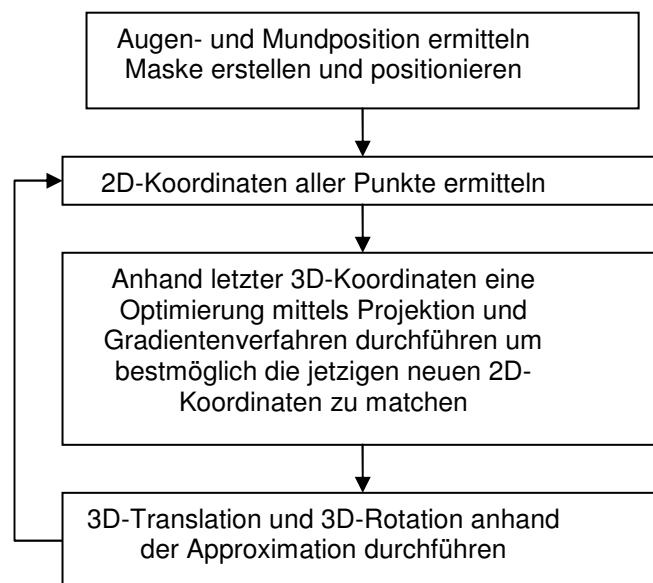 Augen- und Mundposition ermitteln
Maske erstellen und positionieren
2D-Koordinaten aller Punkte ermitteln
Anhand letzter 3D-Koordinaten eine
Optimierung mittels Projektion und
Gradientenverfahren durchführen um
bestmöglich die jetzigen neuen 2D-
Koordinaten zu matchen
3D-Translation und 3D-Rotation anhand
der Approximation durchführen